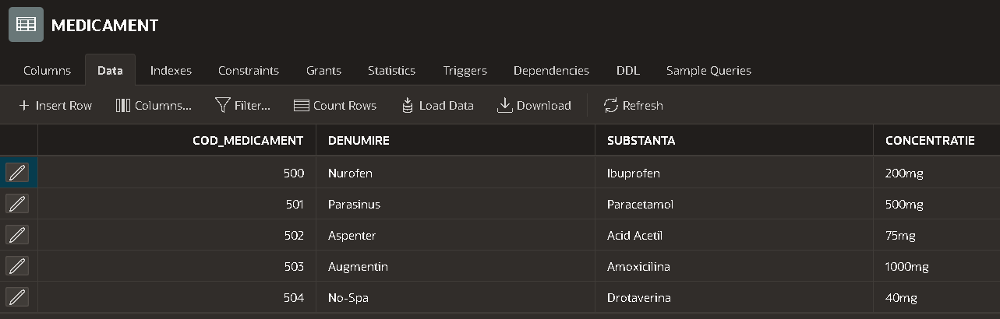 MEDICAMENT
Columns Data Indexes Constraints Grants Statistics Triggers Dependencies DDL Sample Queries
Insert Row Columns... Filter... Count Rows Load Data Download Refresh
COD_MEDICAMENT DENUMIRE SUBSTANTA CONCENTRATIE
500 Nurofen Ibuprofen 200mg
501 Parasinus Paracetamol 500mg
502 Aspenter Acid Acetil 75mg
503 Augmentin Amoxicilina 1000mg
504 No-Spa Drotaverina 40mg